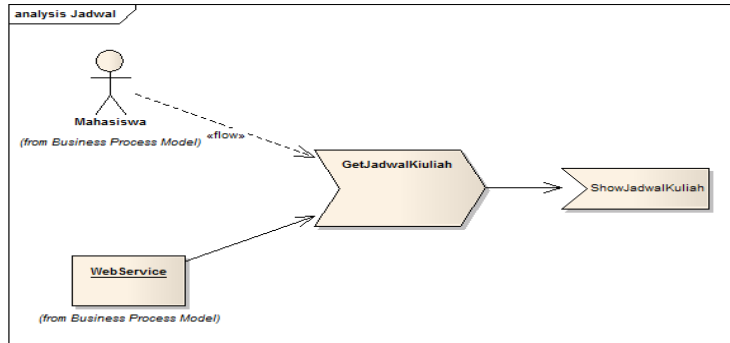 analysis Jadwal
Mahasiswa
(from Business Process Model)
«flow»
GetJadwalKiuliah
ShowJadwalKuliah
WebService
(from Business Process Model)